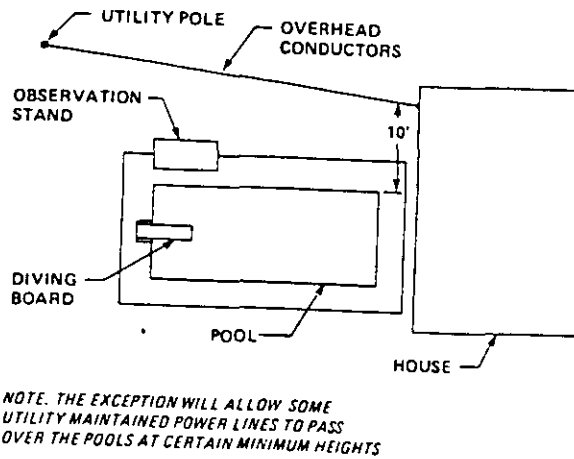 UTILITY POLE
OVERHEAD
CONDUCTORS
OBSERVATION
STAND
10'
DIVING
BOARD
POOL
HOUSE
NOTE. THE EXCEPTION WILL ALLOW SOME
UTILITY MAINTAINED POWER LINES TO PASS
OVER THE POOLS AT CERTAIN MINIMUM HEIGHTS